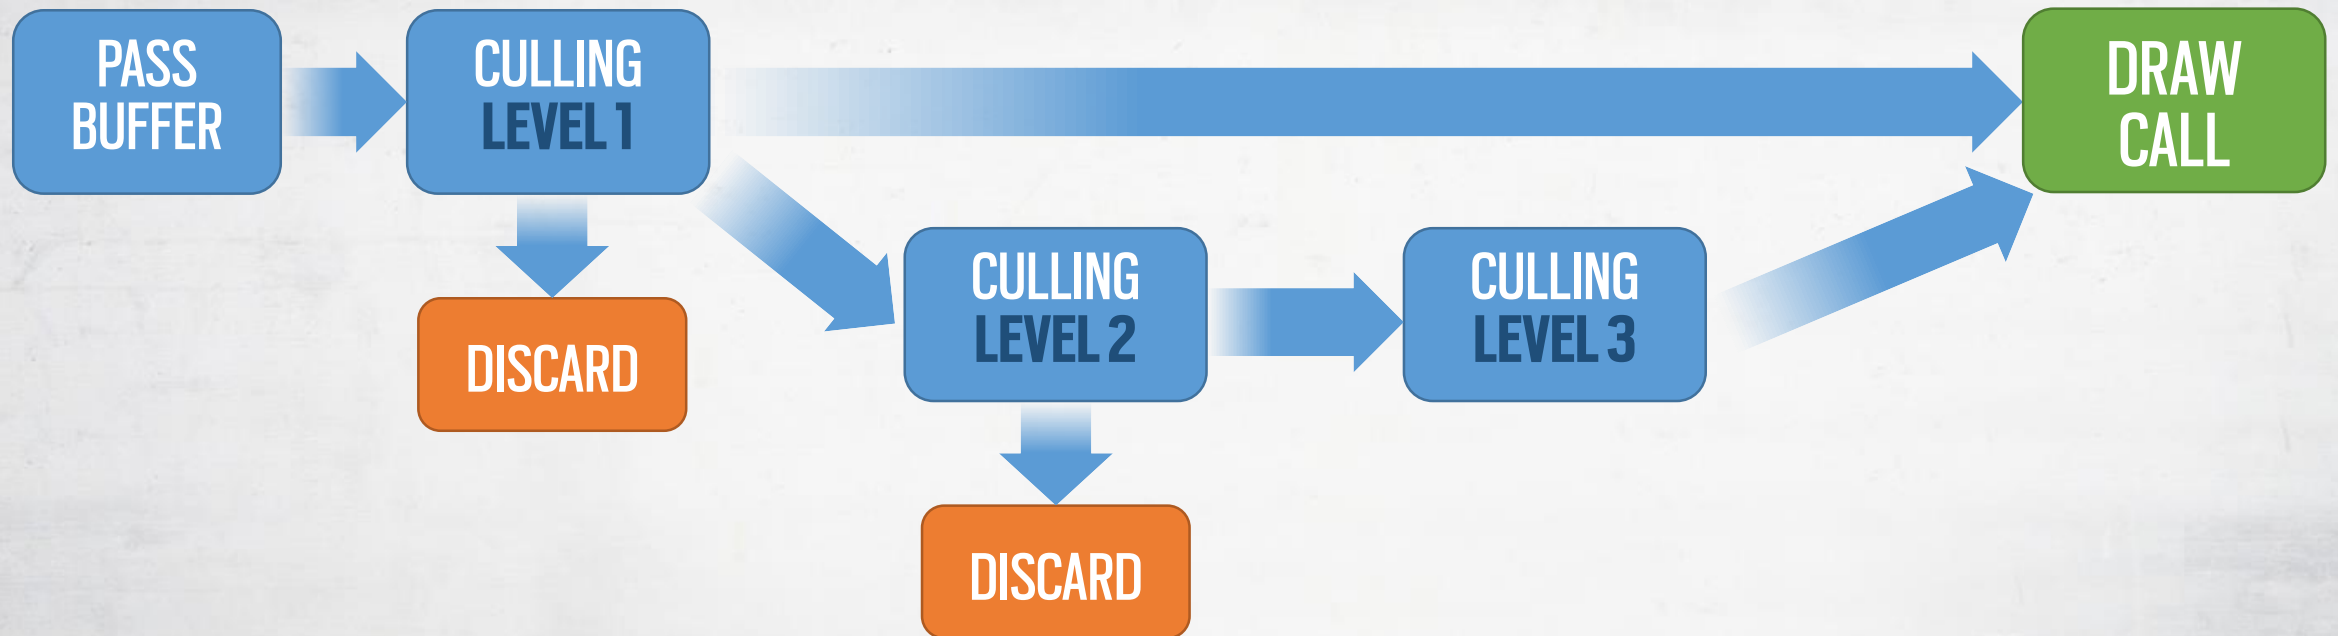 PASS
BUFFER
CULLING
LEVEL 1
DRAW
CALL
CULLING
LEVEL 2
CULLING
LEVEL 3
DISCARD
DISCARD